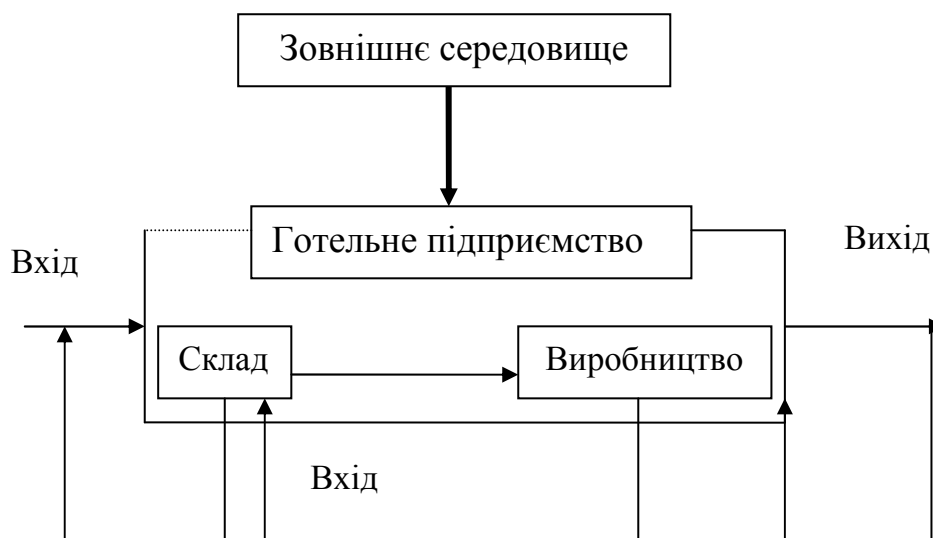 Зовнішнє середовище
Готельне підприємство
Вхід
Вихід
Склад
Виробництво
Вхід